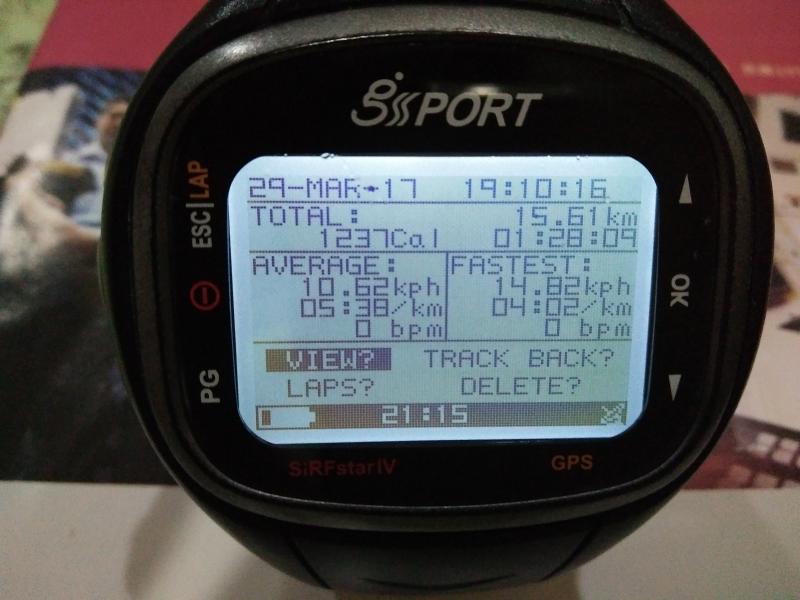 gsSPORT
29-MAR-17 19:10:16
TOTAL: 15.61km
1237Cal 01:28:09
AVERAGE: FASTEST:
10.62kph 14.82kph
05:38/km 04:02/km
0 bpm 0 bpm
VIEW? TRACK BACK?
LAPS? DELETE?
21:15
ESC|LAP
PG
OK
SiRFstarIV GPS